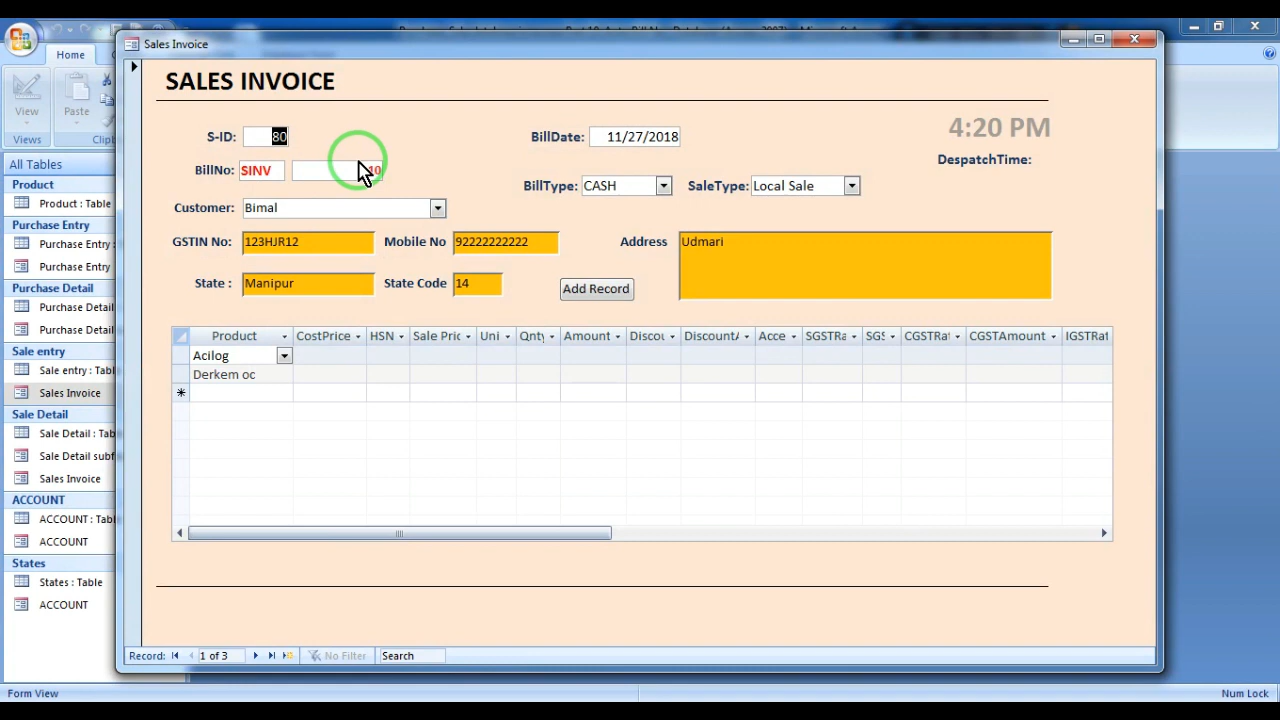 Sales Invoice
Home
View
Paste
Views
Clipb
SALES INVOICE
S-ID: 80
BillDate: 11/27/2018
4:20 PM
DespatchTime:
BillNo: SINV 10
BillType: CASH
SaleType: Local Sale
Customer: Bimal
GSTIN No: 123HJR12
Mobile No 92222222222
Address Udmari
State : Manipur
State Code 14
Add Record
Product CostPrice HSN Sale Pric Uni Qnty Amount Discou DiscountA Acce SGSTRa SGS CGSTRat CGSTAmount IGSTRat
Acilog
Derkem oc
Record: 1 of 3 No Filter Search
All Tables
Product
Product : Table
Purchase Entry
Purchase Entry :
Purchase Entry
Purchase Detail
Purchase Detail
Purchase Detail
Sale entry
Sale entry : Tab
Sales Invoice
Sale Detail
Sale Detail : Tab
Sale Detail subf
Sales Invoice
ACCOUNT
ACCOUNT : Tab
ACCOUNT
States
States : Table
ACCOUNT
Form View
Num Lock